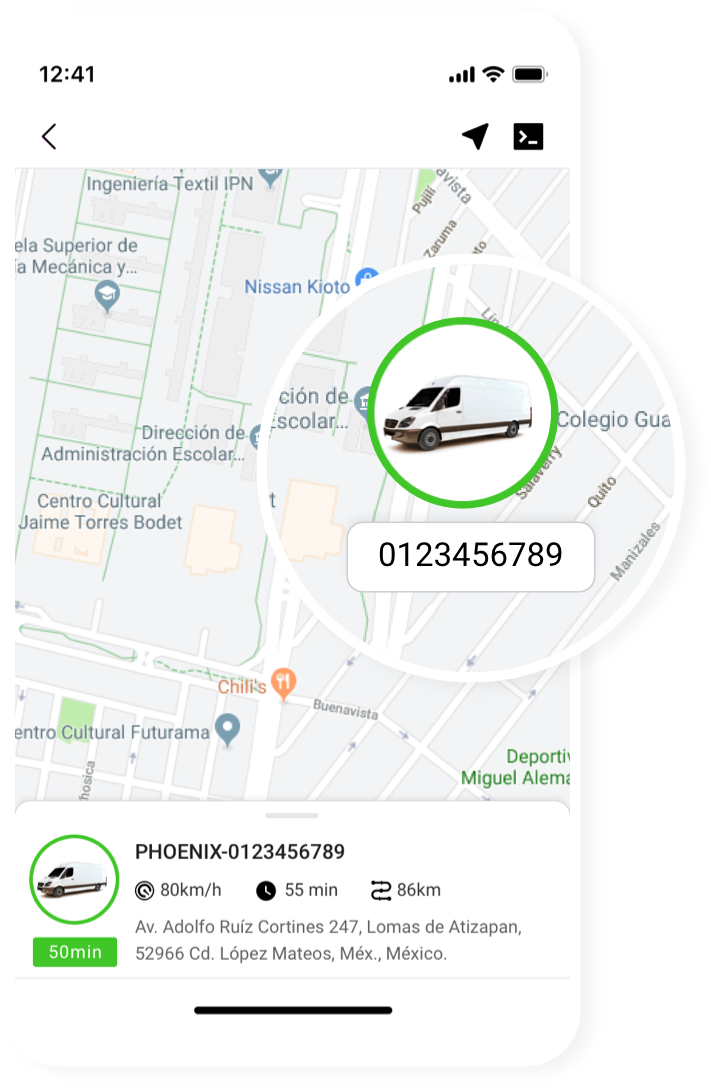 12:41
Ingeniería Textil IPN
avista
Pujilí
Zaruma
ela Superior de
a Mecánica y...
Nissan Kioto
ción de
Escolar...
Colegio Gua
Dirección de
Administración Escolar...
Salaverry
Quito
Manizales
Centro Cultural
Jaime Torres Bodet
t
0123456789
Chili's
Buenavista
entro Cultural Futurama
hosica
Deportiv
Miguel Alema
PHOENIX-0123456789
80km/h 55 min 86km
Av. Adolfo Ruíz Cortines 247, Lomas de Atizapan,
52966 Cd. López Mateos, Méx., México.
50min